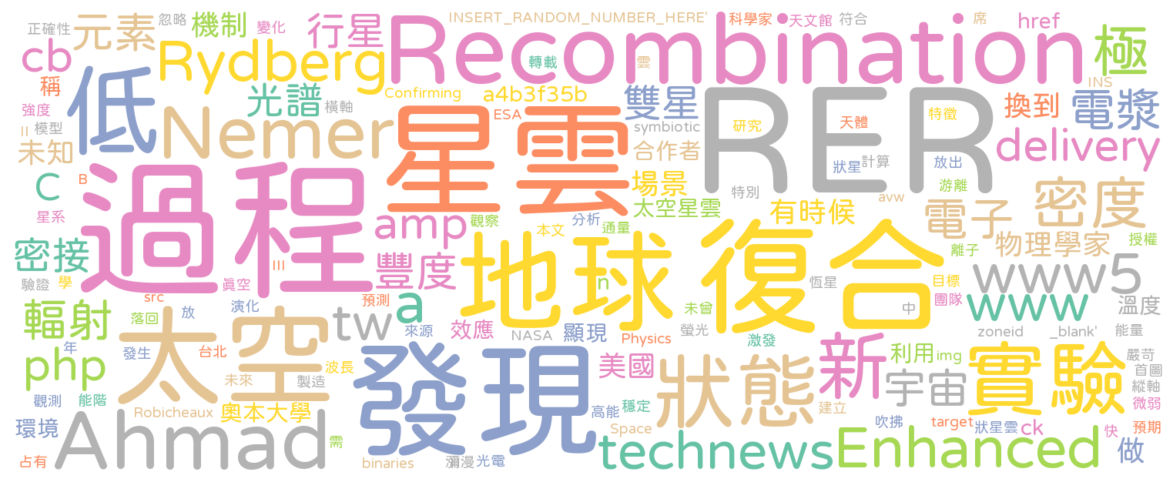 正確性 忽略 INSERT_RANDOM_NUMBER_HERE' 科學家 天文館 符合 席 href
元素 機制 變化 行星 Recombination 極
cb Rydberg 轉載 雲 INS
稱 光譜 Confirming a4b3f35b 雙星 換到 電漿
強度 橫軸 低 ESA RER 特徵
II 模型 Nemer 星雲 symbiotic 研究 天體
未知 合作者 狀星 計算 放出 delivery
C B 過程 場景 特別 游離 密度
星系 amp 觀察 太空星雲 有時候 avw 電子
密接 III 本文 分析 通量 物理學家 授權
驗證 學 真空 豐度 地球 復合 離子
src 預測 a n 恆星 目標 www5
輻射 落回 放 演化 tw 來源 未曾 中 團隊 www 溫度
年 太空 效應 NASA 顯現 Physics 螢光 激發 zoneid _blank' 能量
php 發生 台北 波長 發現 美國 狀態 新 利用 img 實驗 嚴苛
未來 製造 宇宙 首圖
觀測 能階 縱軸
Robicheaux 奧本大學 高能 穩定 建立 微弱
環境 Ahmad 需 Space 吹拂 target 狀星雲 ck 快 預期
占有 binaries 瀰漫 光電 technews Enhanced 做